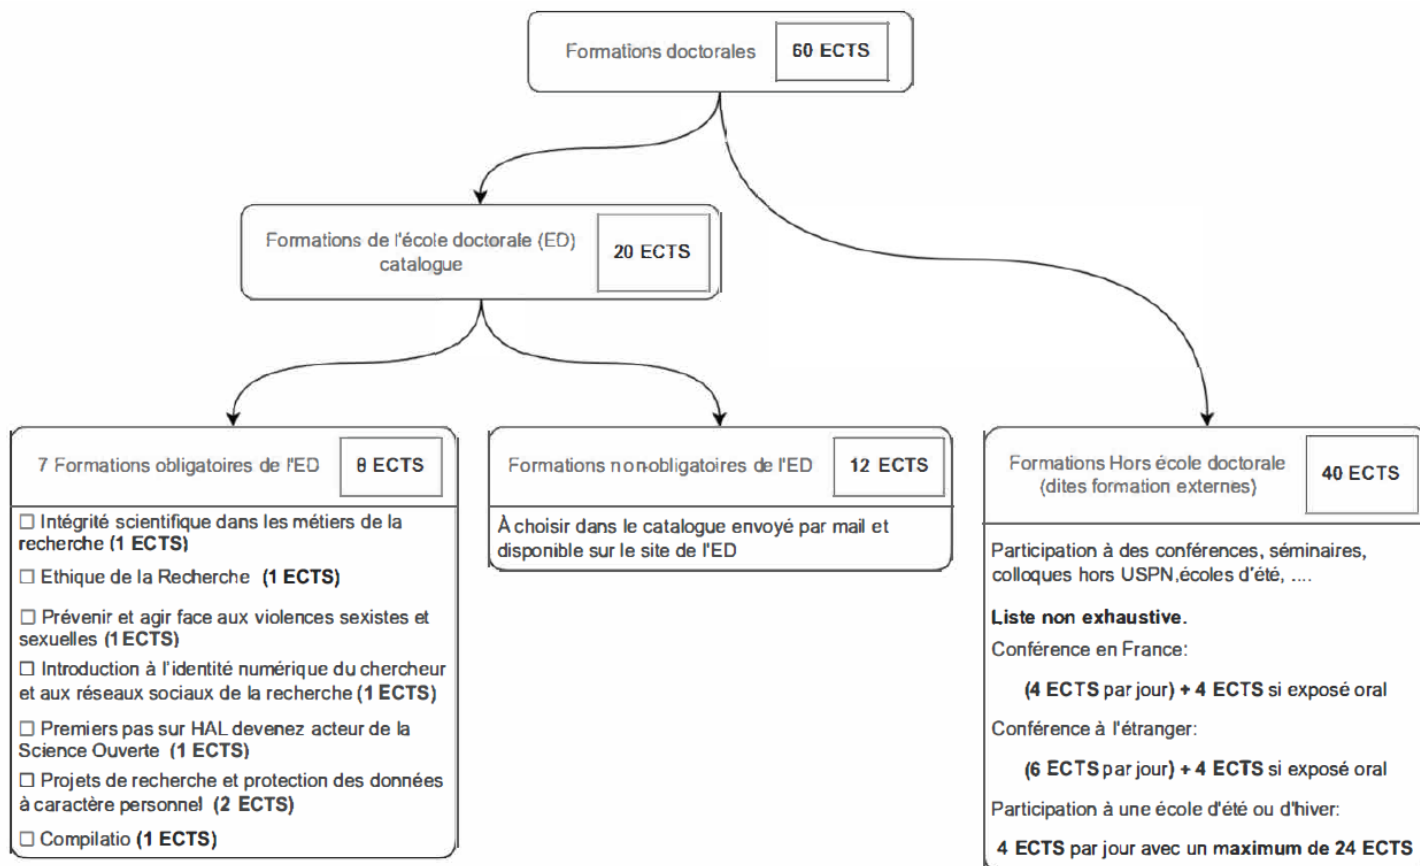 Formations doctorales
60 ECTS
Formations de l'école doctorale (ED)
catalogue
20 ECTS
7 Formations obligatoires de l'ED
8 ECTS
☐ Intégrité scientifique dans les métiers de la
recherche (1 ECTS)
☐ Ethique de la Recherche (1 ECTS)
☐ Prévenir et agir face aux violences sexistes et
sexuelles (1 ECTS)
☐ Introduction à l'identité numérique du chercheur
et aux réseaux sociaux de la recherche (1 ECTS)
☐ Premiers pas sur HAL devenez acteur de la
Science Ouverte (1 ECTS)
☐ Projets de recherche et protection des données
à caractère personnel (2 ECTS)
☐ Compilatio (1 ECTS)
Formations non-obligatoires de l'ED
12 ECTS
À choisir dans le catalogue envoyé par mail et
disponible sur le site de l'ED
Formations Hors école doctorale
(dites formation externes)
40 ECTS
Participation à des conférences, séminaires,
colloques hors USPN,écoles d'été, ....
Liste non exhaustive.
Conférence en France:
(4 ECTS par jour) + 4 ECTS si exposé oral
Conférence à l'étranger:
(6 ECTS par jour) + 4 ECTS si exposé oral
Participation à une école d'été ou d'hiver:
4 ECTS par jour avec un maximum de 24 ECTS